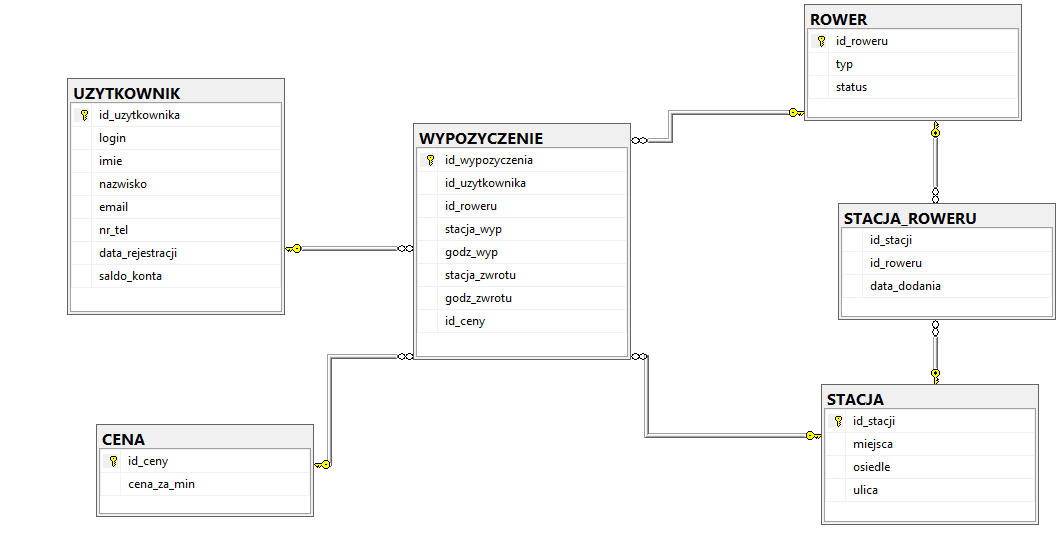 ROWER
id_roweru
typ
status
UZYTKOWNIK
id_uzytkownika
login
imie
nazwisko
email
nr_tel
data_rejestracji
saldo_konta
WYPOZYCZENIE
id_wypozyczenia
id_uzytkownika
id_roweru
stacja_wyp
godz_wyp
stacja_zwrotu
godz_zwrotu
id_ceny
STACJA_ROWERU
id_stacji
id_roweru
data_dodania
CENA
id_ceny
cena_za_min
STACJA
id_stacji
miejsca
osiedle
ulica